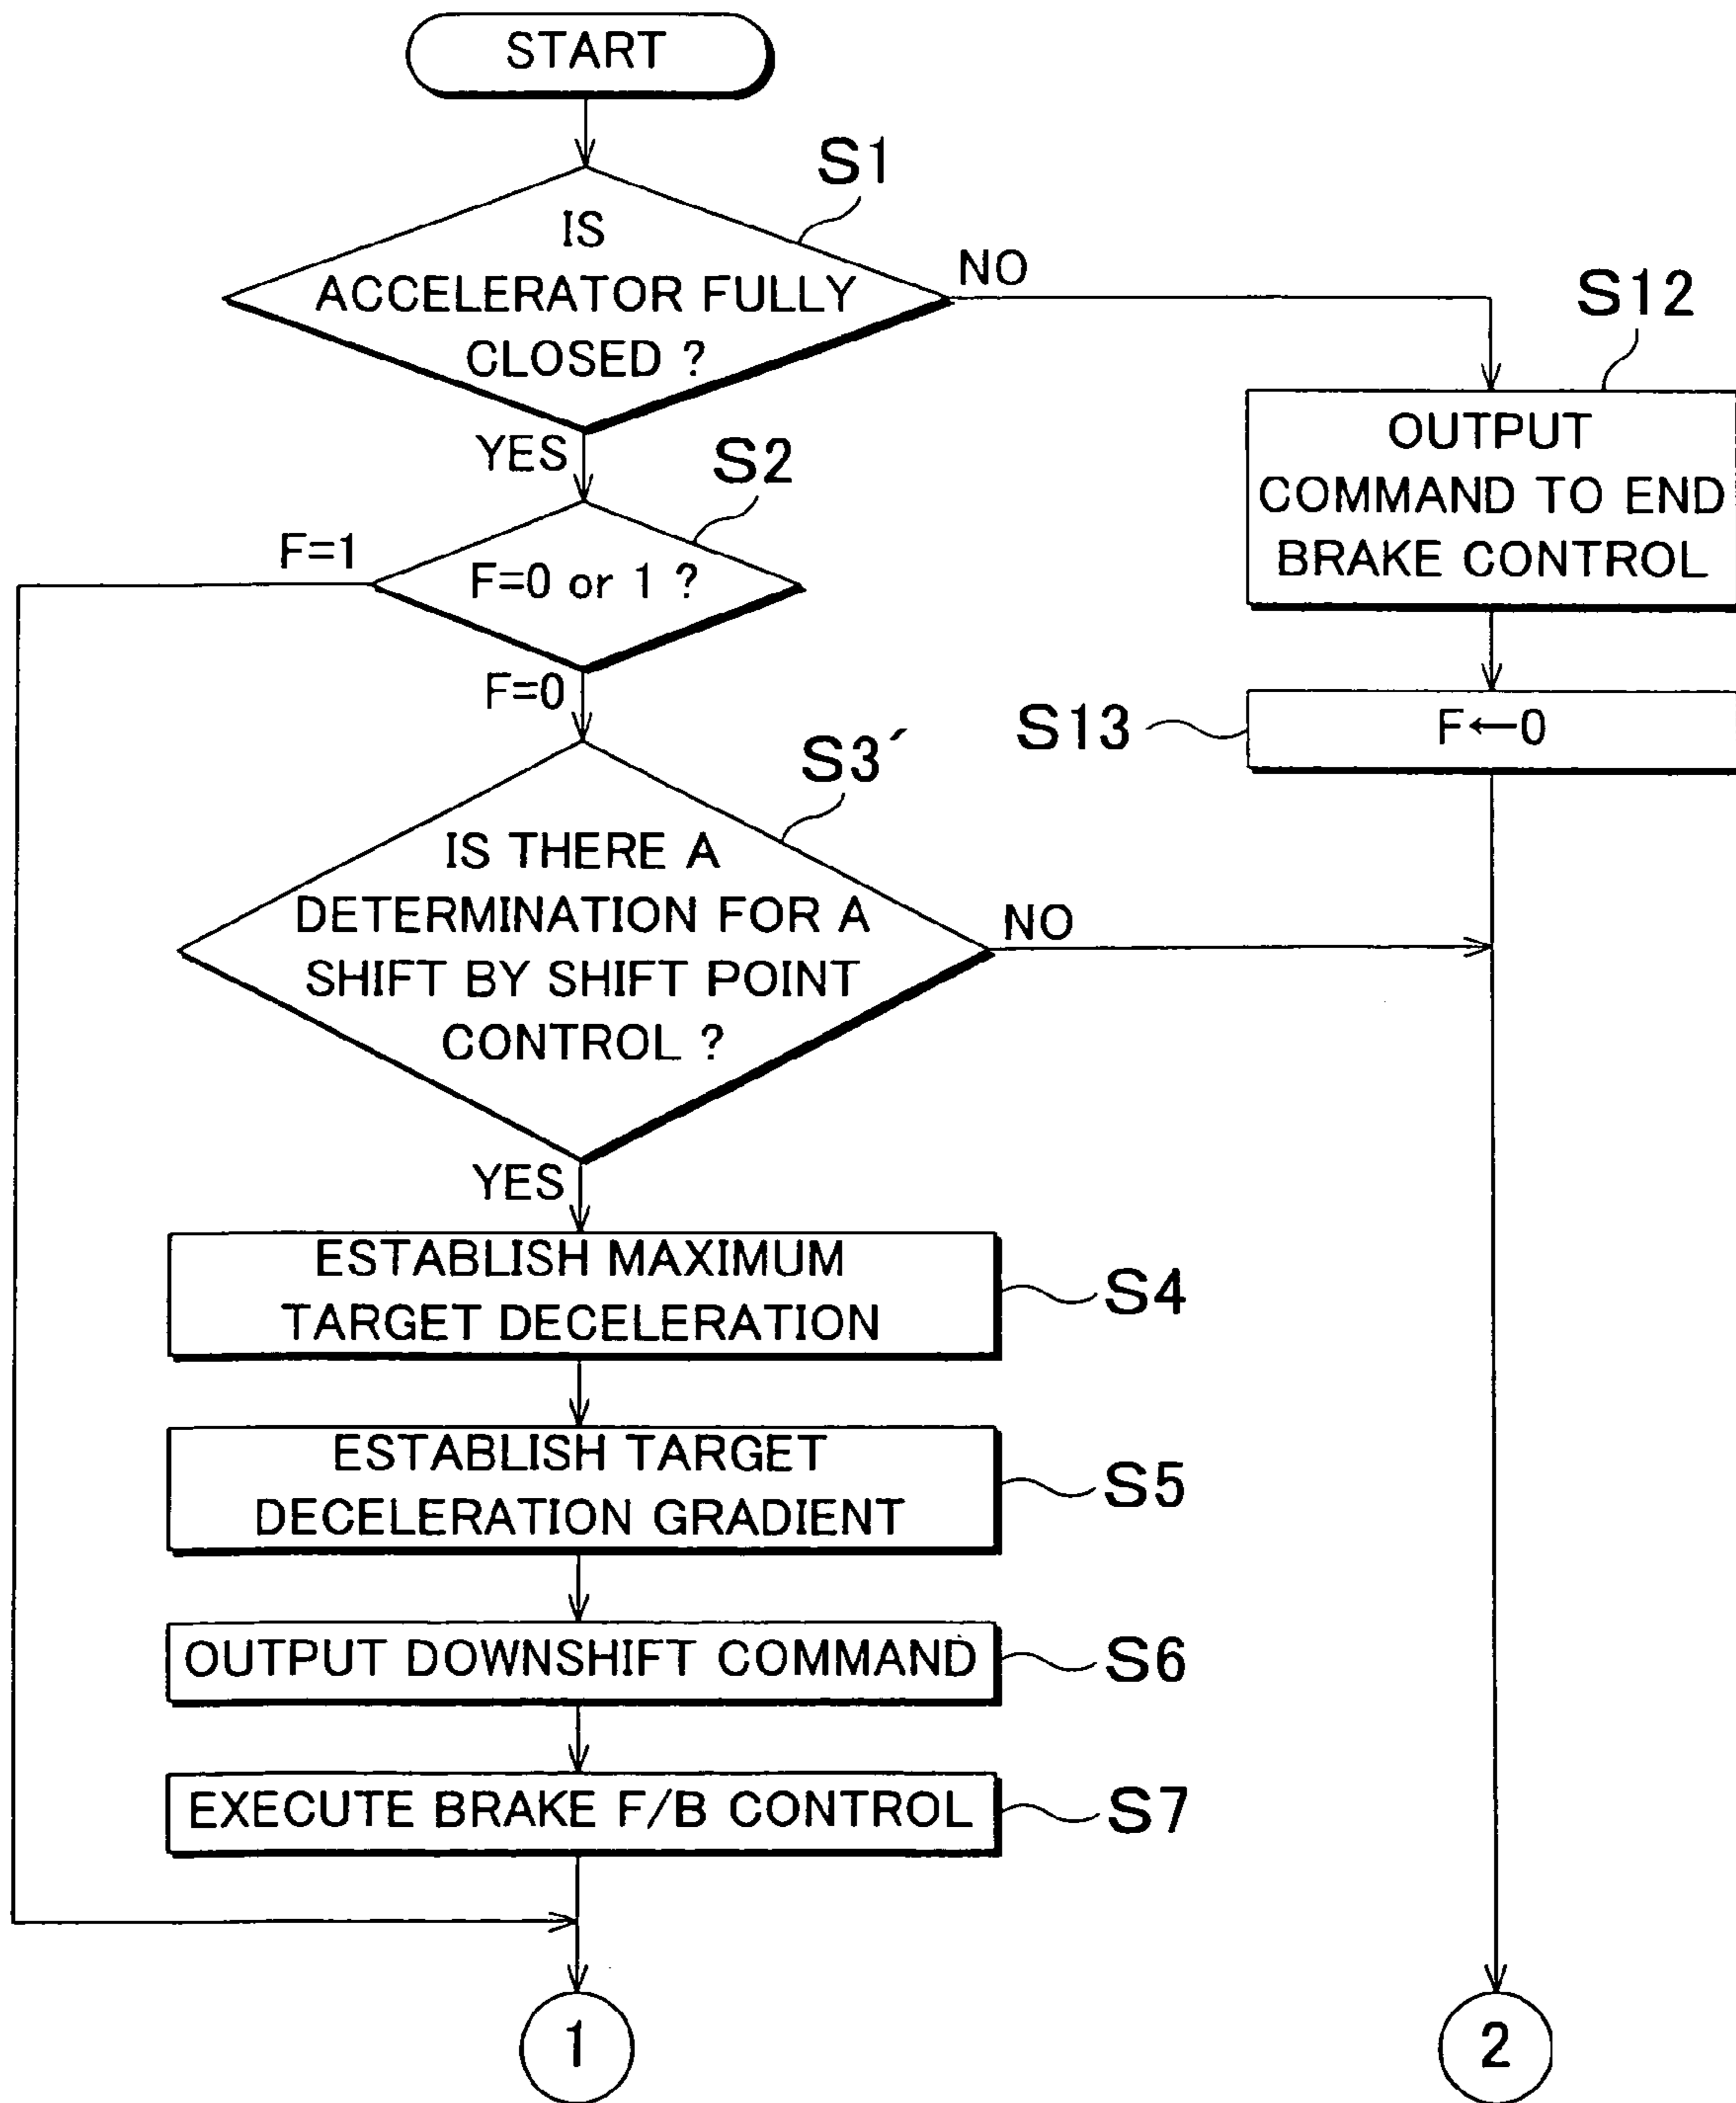 START
S1
IS
ACCELERATOR FULLY
CLOSED ?
NO
YES
S12
OUTPUT
COMMAND TO END
BRAKE CONTROL
S2
F=1
F=0 or 1 ?
F=0
S13
F←0
S3´
IS THERE A
DETERMINATION FOR A
SHIFT BY SHIFT POINT
CONTROL ?
NO
YES
ESTABLISH MAXIMUM
TARGET DECELERATION
S4
ESTABLISH TARGET
DECELERATION GRADIENT
S5
OUTPUT DOWNSHIFT COMMAND
S6
EXECUTE BRAKE F/B CONTROL
S7
1
2